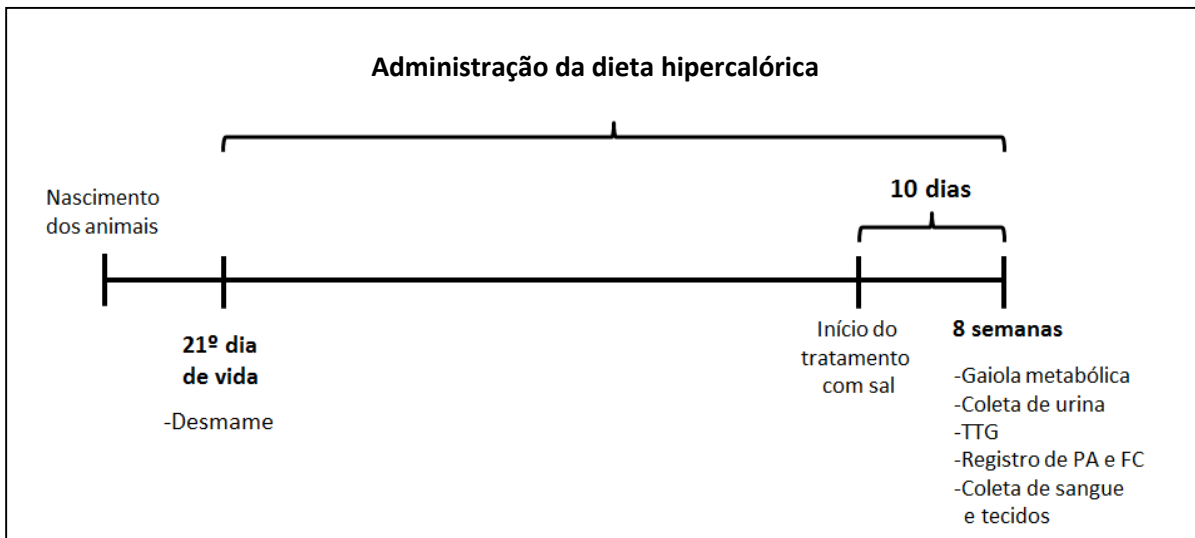 Administração da dieta hipercalórica
10 dias
Nascimento
dos animais
21º dia
de vida
-Desmame
Início do
tratamento
com sal
8 semanas
-Gaiola metabólica
-Coleta de urina
-TTG
-Registro de PA e FC
-Coleta de sangue
e tecidos